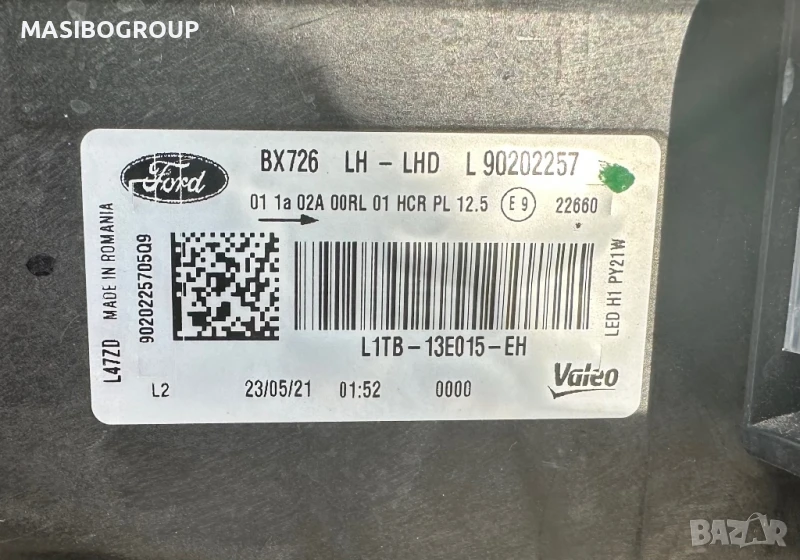 MASIBOGROUP
Ford
BX726 LH - LHD L 90202257
01 1a 02A 00RL 01 HCR PL 12.5 E9 22660
L47ZD MADE IN ROMANIA
9020225705Q9
LED H1 PY21W
L1TB-13E015-EH
L2 23/05/21 01:52 0000
Valeo
BAZAR